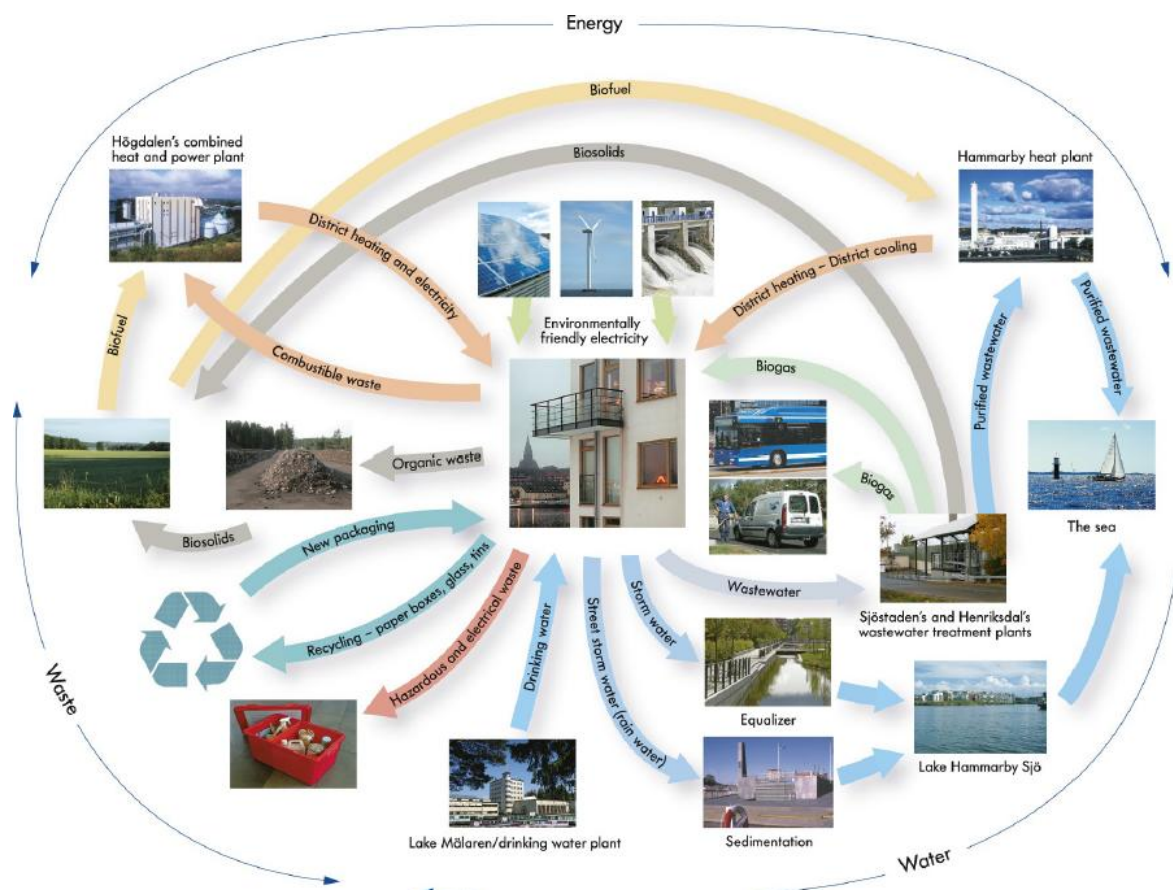 Energy
Biofuel
Högdalen's combined
heat and power plant
Biosolids
Hammarby heat plant
District heating and electricity
District heating – District cooling
Environmentally
friendly electricity
Biofuel
Combustible waste
Biogas
Purified wastewater
Purified wastewater
Organic waste
Biogas
Biosolids
New packaging
The sea
Recycling – paper boxes, glass, tins
Hazardous and electrical waste
Drinking water
Street storm water (rain water)
Storm water
Wastewater
Sjöstaden's and Henriksdal's
wastewater treatment plants
Waste
Equalizer
Lake Hammarby Sjö
Lake Mälaren/drinking water plant
Sedimentation
Water